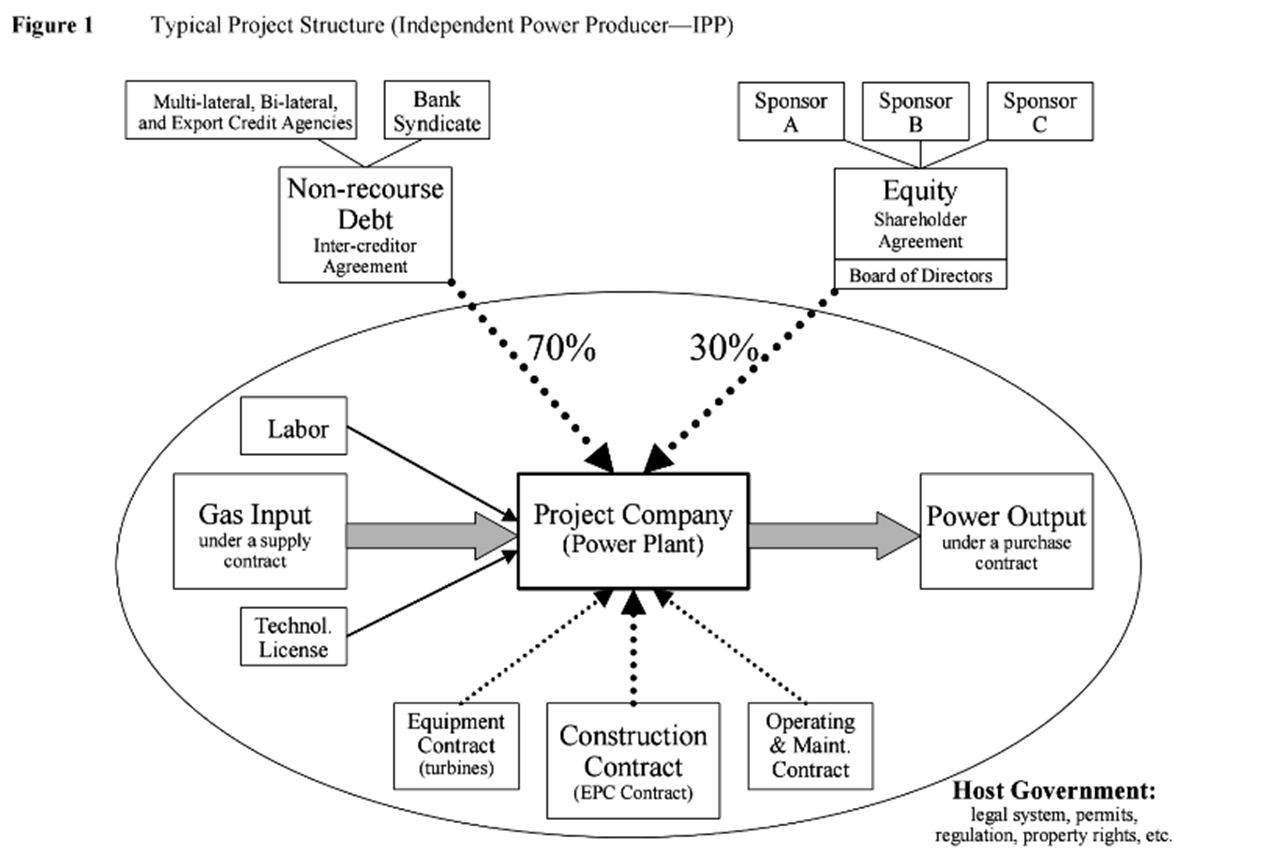 Figure 1 Typical Project Structure (Independent Power Producer—IPP)
Multi-lateral, Bi-lateral,
and Export Credit Agencies
Bank
Syndicate
Sponsor
A
Sponsor
B
Sponsor
C
Non-recourse
Debt
Inter-creditor
Agreement
Equity
Shareholder
Agreement
Board of Directors
70%
30%
Labor
Gas Input
under a supply
contract
Technol.
License
Project Company
(Power Plant)
Power Output
under a purchase
contract
Equipment
Contract
(turbines)
Construction
Contract
(EPC Contract)
Operating
& Maint.
Contract
Host Government:
legal system, permits,
regulation, property rights, etc.